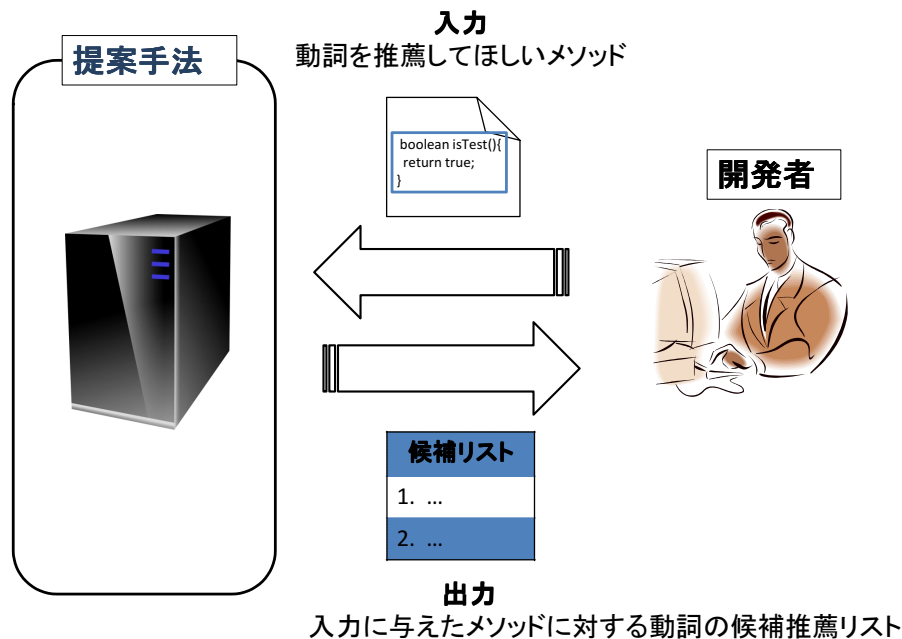 入力
動詞を推薦してほしいメソッド
提案手法
boolean isTest(){
return true;
}
開発者
候補リスト
1. ...
2. ...
出力
入力に与えたメソッドに対する動詞の候補推薦リスト